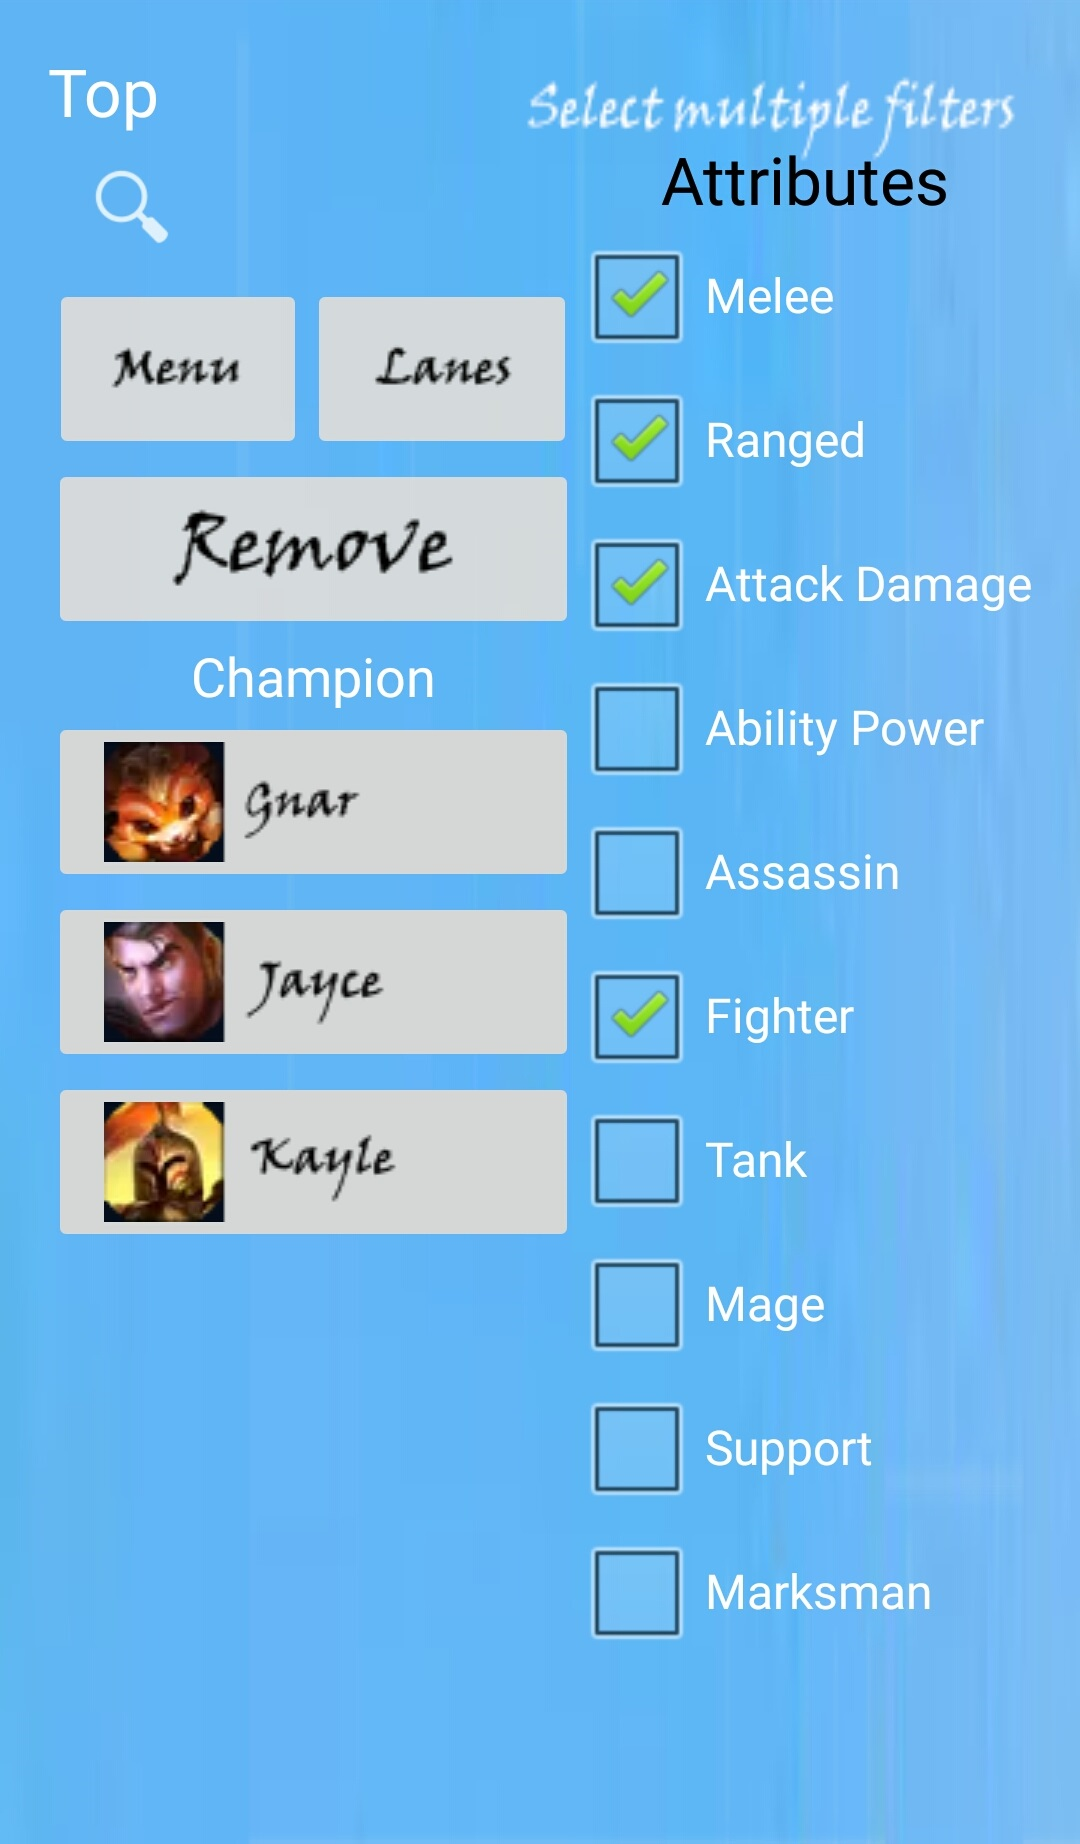 Top
Select multiple filters
Attributes
Melee
Menu
Lanes
Ranged
Remove
Attack Damage
Champion
Ability Power
Gnar
Assassin
Jayce
Fighter
Kayle
Tank
Mage
Support
Marksman